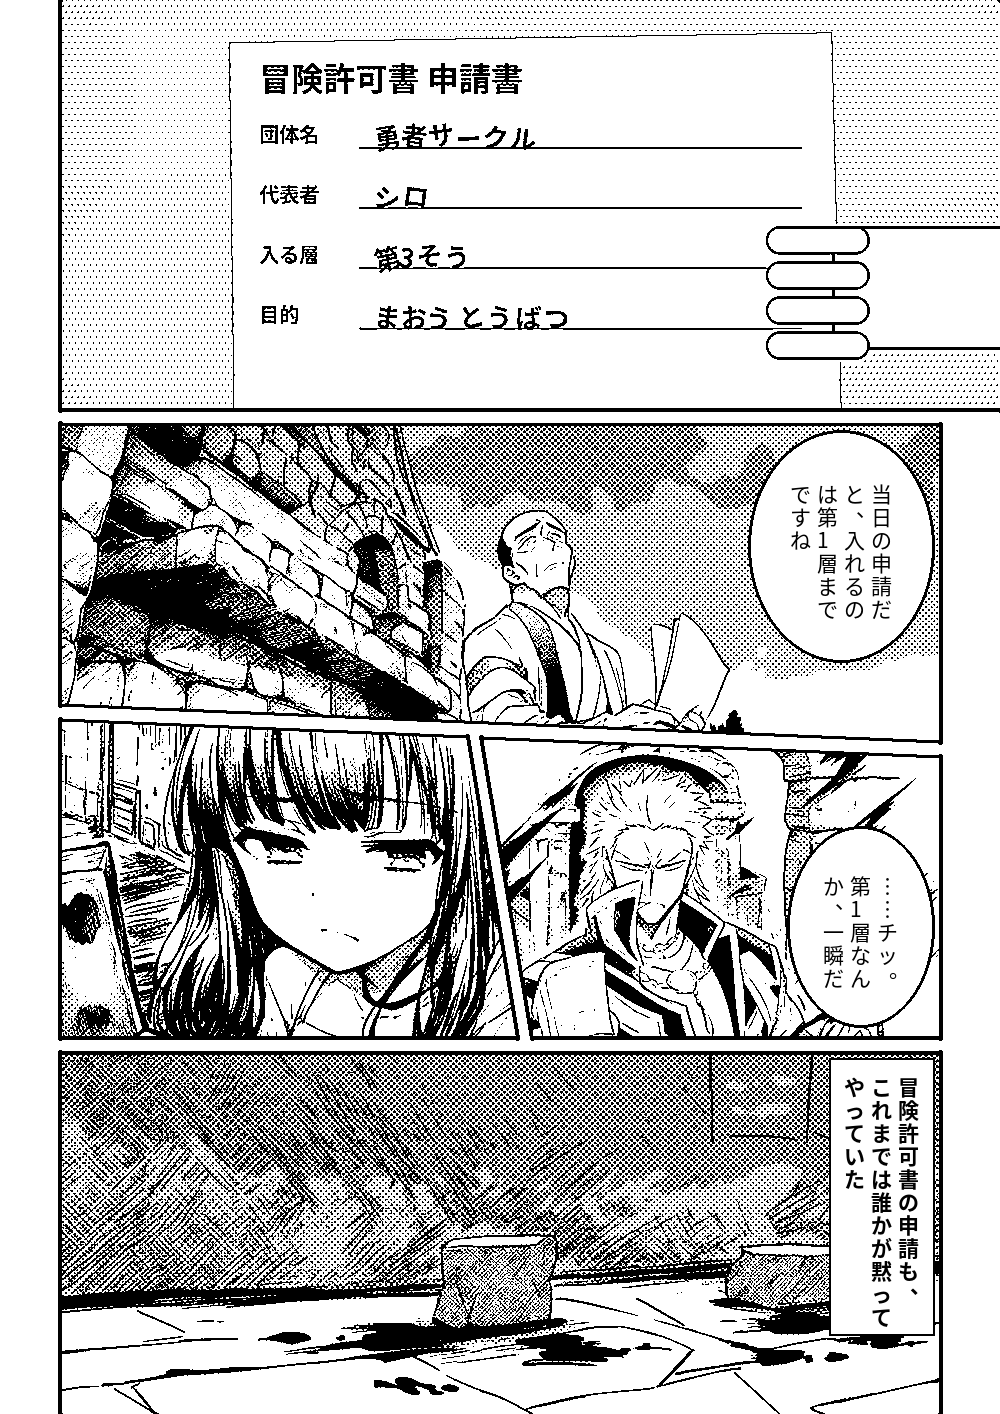 冒険許可書 申請書
団体名 勇者サークル
代表者 シロ
入る層 第3そう
目的 まおう とうばつ
当日の申請だ
と、入れるの
は第1層まで
ですね
……チッ。
第1層なん
か、一瞬だ
冒険許可書の申請も、
これまでは誰かが黙って
やっていた